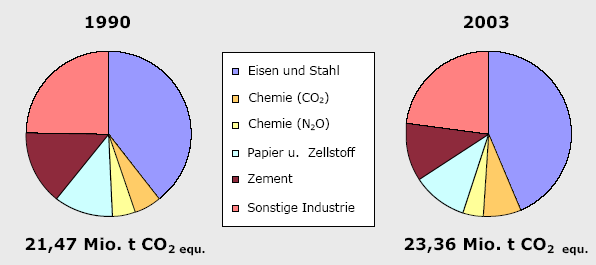 1990
2003
Eisen und Stahl
Chemie (CO₂)
Chemie (N₂O)
Papier u. Zellstoff
Zement
Sonstige Industrie
21,47 Mio. t CO₂ equ.
23,36 Mio. t CO₂ equ.